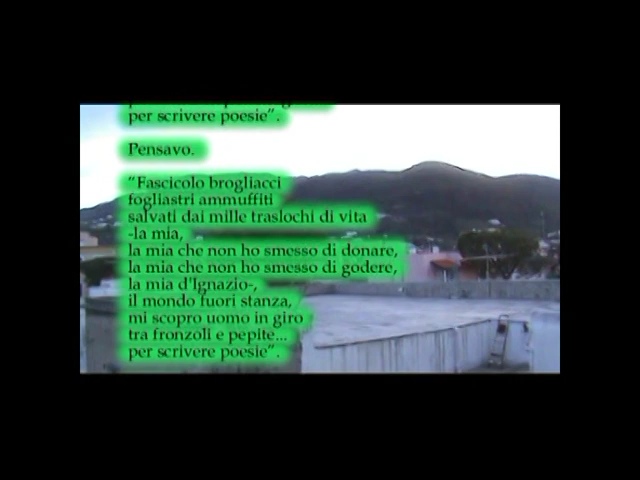 per scrivere poesie”.
Pensavo.
“Fascicolo brogliacci
fogliastri ammuffiti
salvati dai mille traslochi di vita
-la mia,
la mia che non ho smesso di donare,
la mia che non ho smesso di godere,
la mia d'Ignazio-,
il mondo fuori stanza,
mi scopro uomo in giro
tra fronzoli e pepite...
per scrivere poesie”.